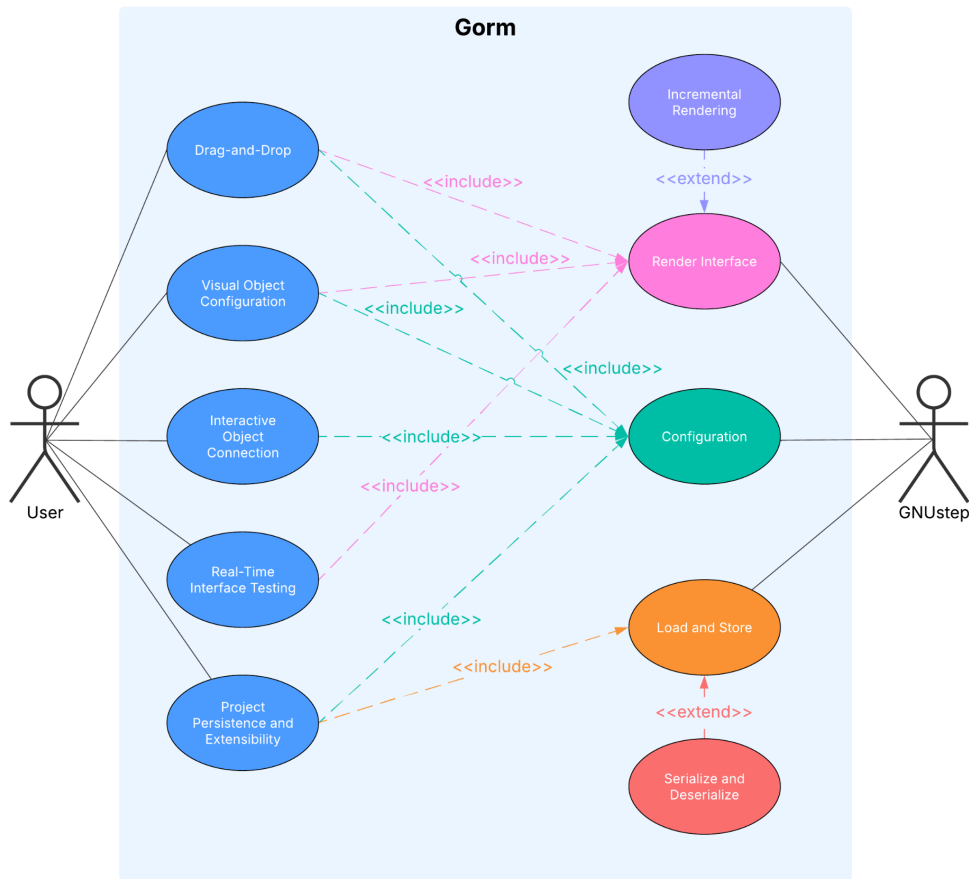 Gorm
Incremental
Rendering
Drag-and-Drop
<<include>>
<<extend>>
<<include>>
Render Interface
Visual Object
Configuration
<<include>>
<<include>>
Interactive
Object
Connection
<<include>>
Configuration
<<include>>
User
GNUstep
Real-Time
Interface Testing
<<include>>
Load and Store
<<include>>
Project
Persistence and
Extensibility
<<extend>>
Serialize and
Deserialize